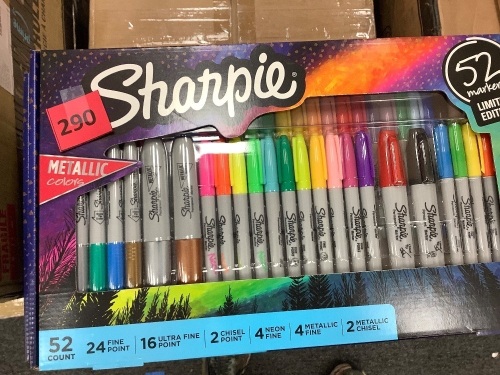 Sharpie®
52
markers
LIMITED
EDITI
290
METALLIC
colors
52
COUNT
24 FINE
POINT
16 ULTRA FINE
POINT
2 CHISEL
POINT
4 NEON
FINE
4 METALLIC
FINE
2 METALLIC
CHISEL